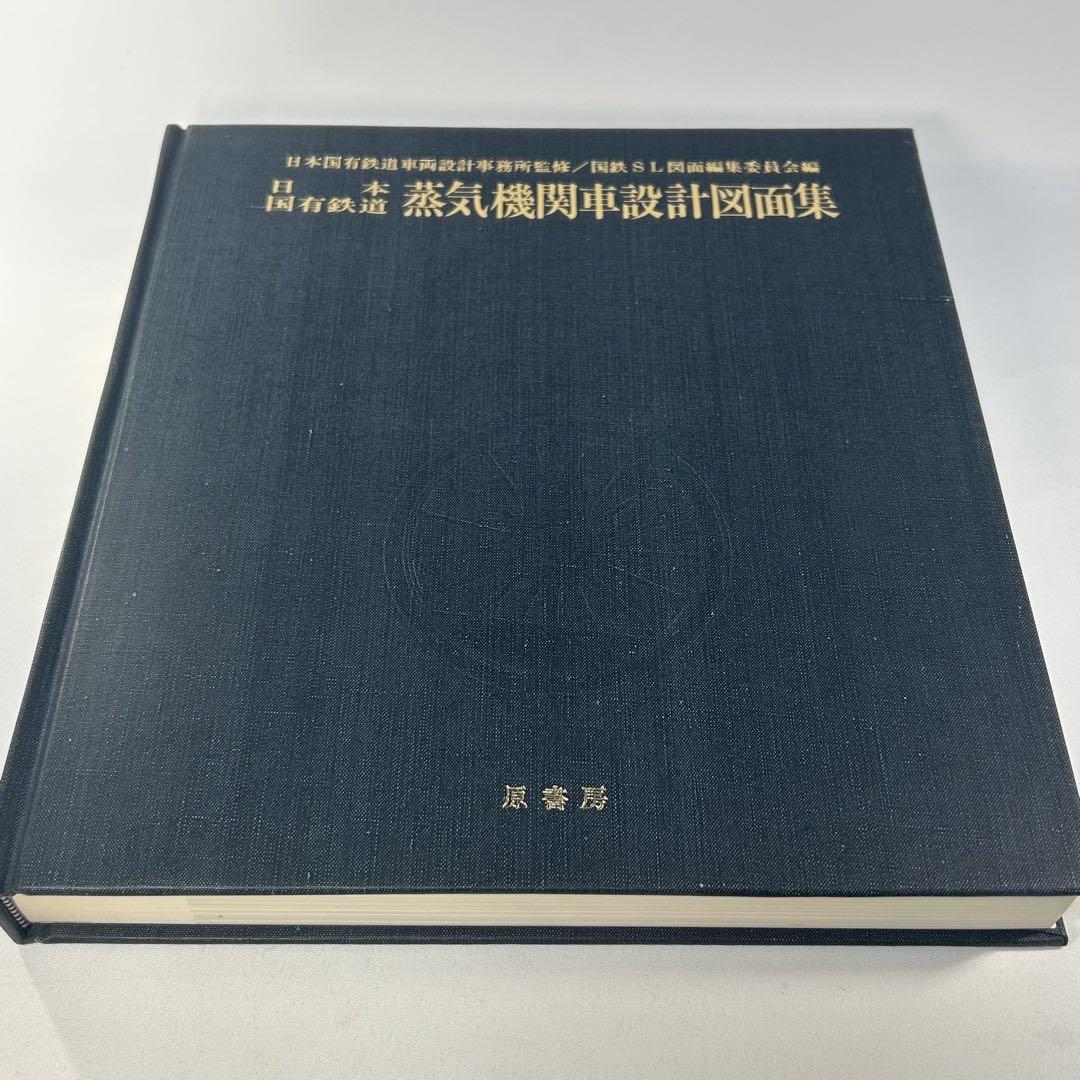 日本国有鉄道車両設計事務所監修/国鉄SL図面編集委員会編
日本国有鉄道 蒸気機関車設計図面集
原書房